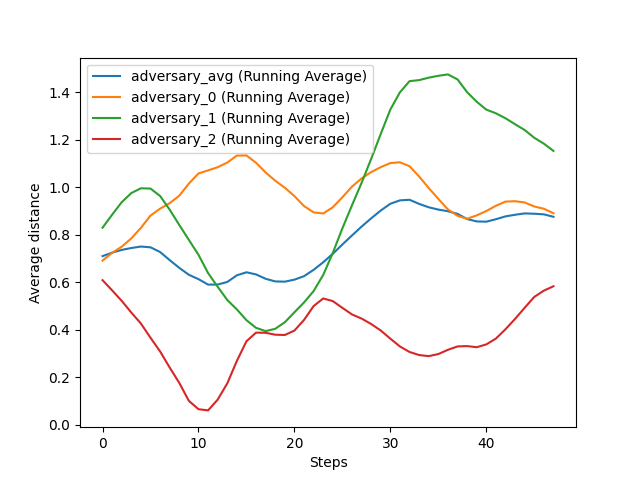 adversary_avg (Running Average)
adversary_0 (Running Average)
adversary_1 (Running Average)
adversary_2 (Running Average)
1.4
1.2
1.0
0.8
0.6
0.4
0.2
0.0
Average distance
0 10 20 30 40
Steps